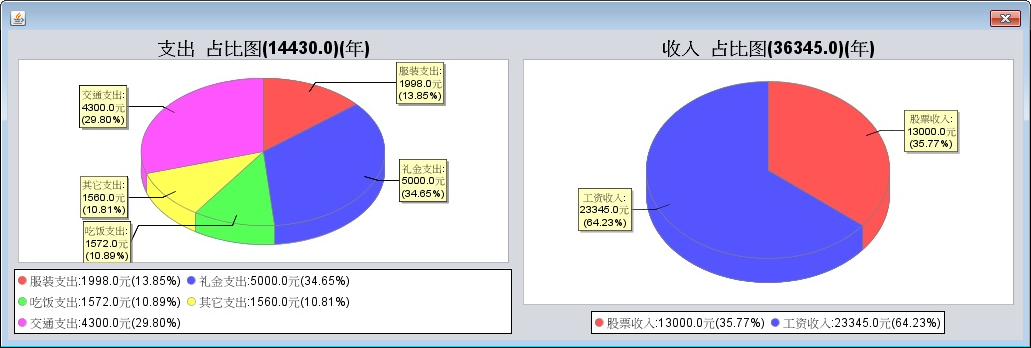 支出 占比图(14430.0)(年)
服装支出:
1998.0元
(13.85%)
交通支出:
4300.0元
(29.80%)
礼金支出:
5000.0元
(34.65%)
其它支出:
1560.0元
(10.81%)
吃饭支出:
1572.0元
(10.89%)
服装支出:1998.0元(13.85%) 礼金支出:5000.0元(34.65%)
吃饭支出:1572.0元(10.89%) 其它支出:1560.0元(10.81%)
交通支出:4300.0元(29.80%)
收入 占比图(36345.0)(年)
股票收入:
13000.0元
(35.77%)
工资收入:
23345.0元
(64.23%)
股票收入:13000.0元(35.77%) 工资收入:23345.0元(64.23%)